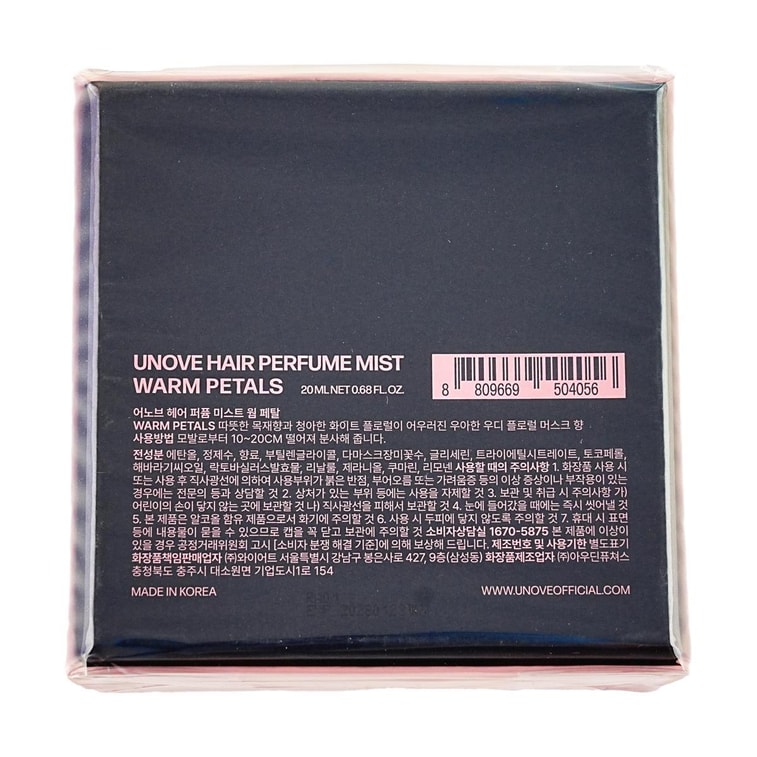 UNOVE HAIR PERFUME MIST
WARM PETALS 20 ML NET 0.68 FL. OZ.
8 809669 504056
어노브 헤어 퍼퓸 미스트 웜 페탈
WARM PETALS 따뜻한 목재향과 청아한 화이트 플로럴이 어우러진 우아한 우디 플로럴 머스크 향
사용방법 모발로부터 10~20CM 떨어져 분사해 줍니다.
전성분 에탄올, 정제수, 향료, 부틸렌글라이콜, 다마스크장미꽃수, 글리세린, 트라이에틸시트레이트, 토코페롤,
해바라기씨오일, 락토바실러스발효물, 리날룰, 제라니올, 쿠마린, 리모넨 사용할 때의 주의사항 1. 화장품 사용 시
또는 사용 후 직사광선에 의하여 사용부위가 붉은 반점, 부어오름 또는 가려움증 등의 이상 증상이나 부작용이 있는
경우에는 전문의 등과 상담할 것 2. 상처가 있는 부위 등에는 사용을 자제할 것 3. 보관 및 취급 시 주의사항 가)
어린이의 손이 닿지 않는 곳에 보관할 것 나) 직사광선을 피해서 보관할 것 4. 눈에 들어갔을 때에는 즉시 씻어낼 것
5. 본 제품은 알코올 함유 제품으로서 화기에 주의할 것 6. 사용 시 두피에 닿지 않도록 주의할 것 7. 휴대 시 표면
등에 내용물이 묻을 수 있으므로 캡을 꼭 닫고 보관에 주의할 것 소비자상담실 1670-5875 본 제품에 이상이
있을 경우 공정거래위원회 고시 [소비자 분쟁 해결 기준]에 의해 보상해 드립니다. 제조번호 및 사용기한 별도표기
화장품책임판매업자 ㈜와이어트 서울특별시 강남구 봉은사로 427, 9층(삼성동) 화장품제조업자 ㈜아우딘퓨쳐스
충청북도 충주시 대소원면 기업도시1로 154
MADE IN KOREA WWW.UNOVEOFFICIAL.COM